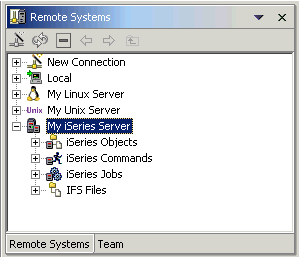 Remote Systems
New Connection
Local
My Linux Server
Unix My Unix Server
My iSeries Server
iSeries Objects
iSeries Commands
iSeries Jobs
IFS Files
Remote Systems Team